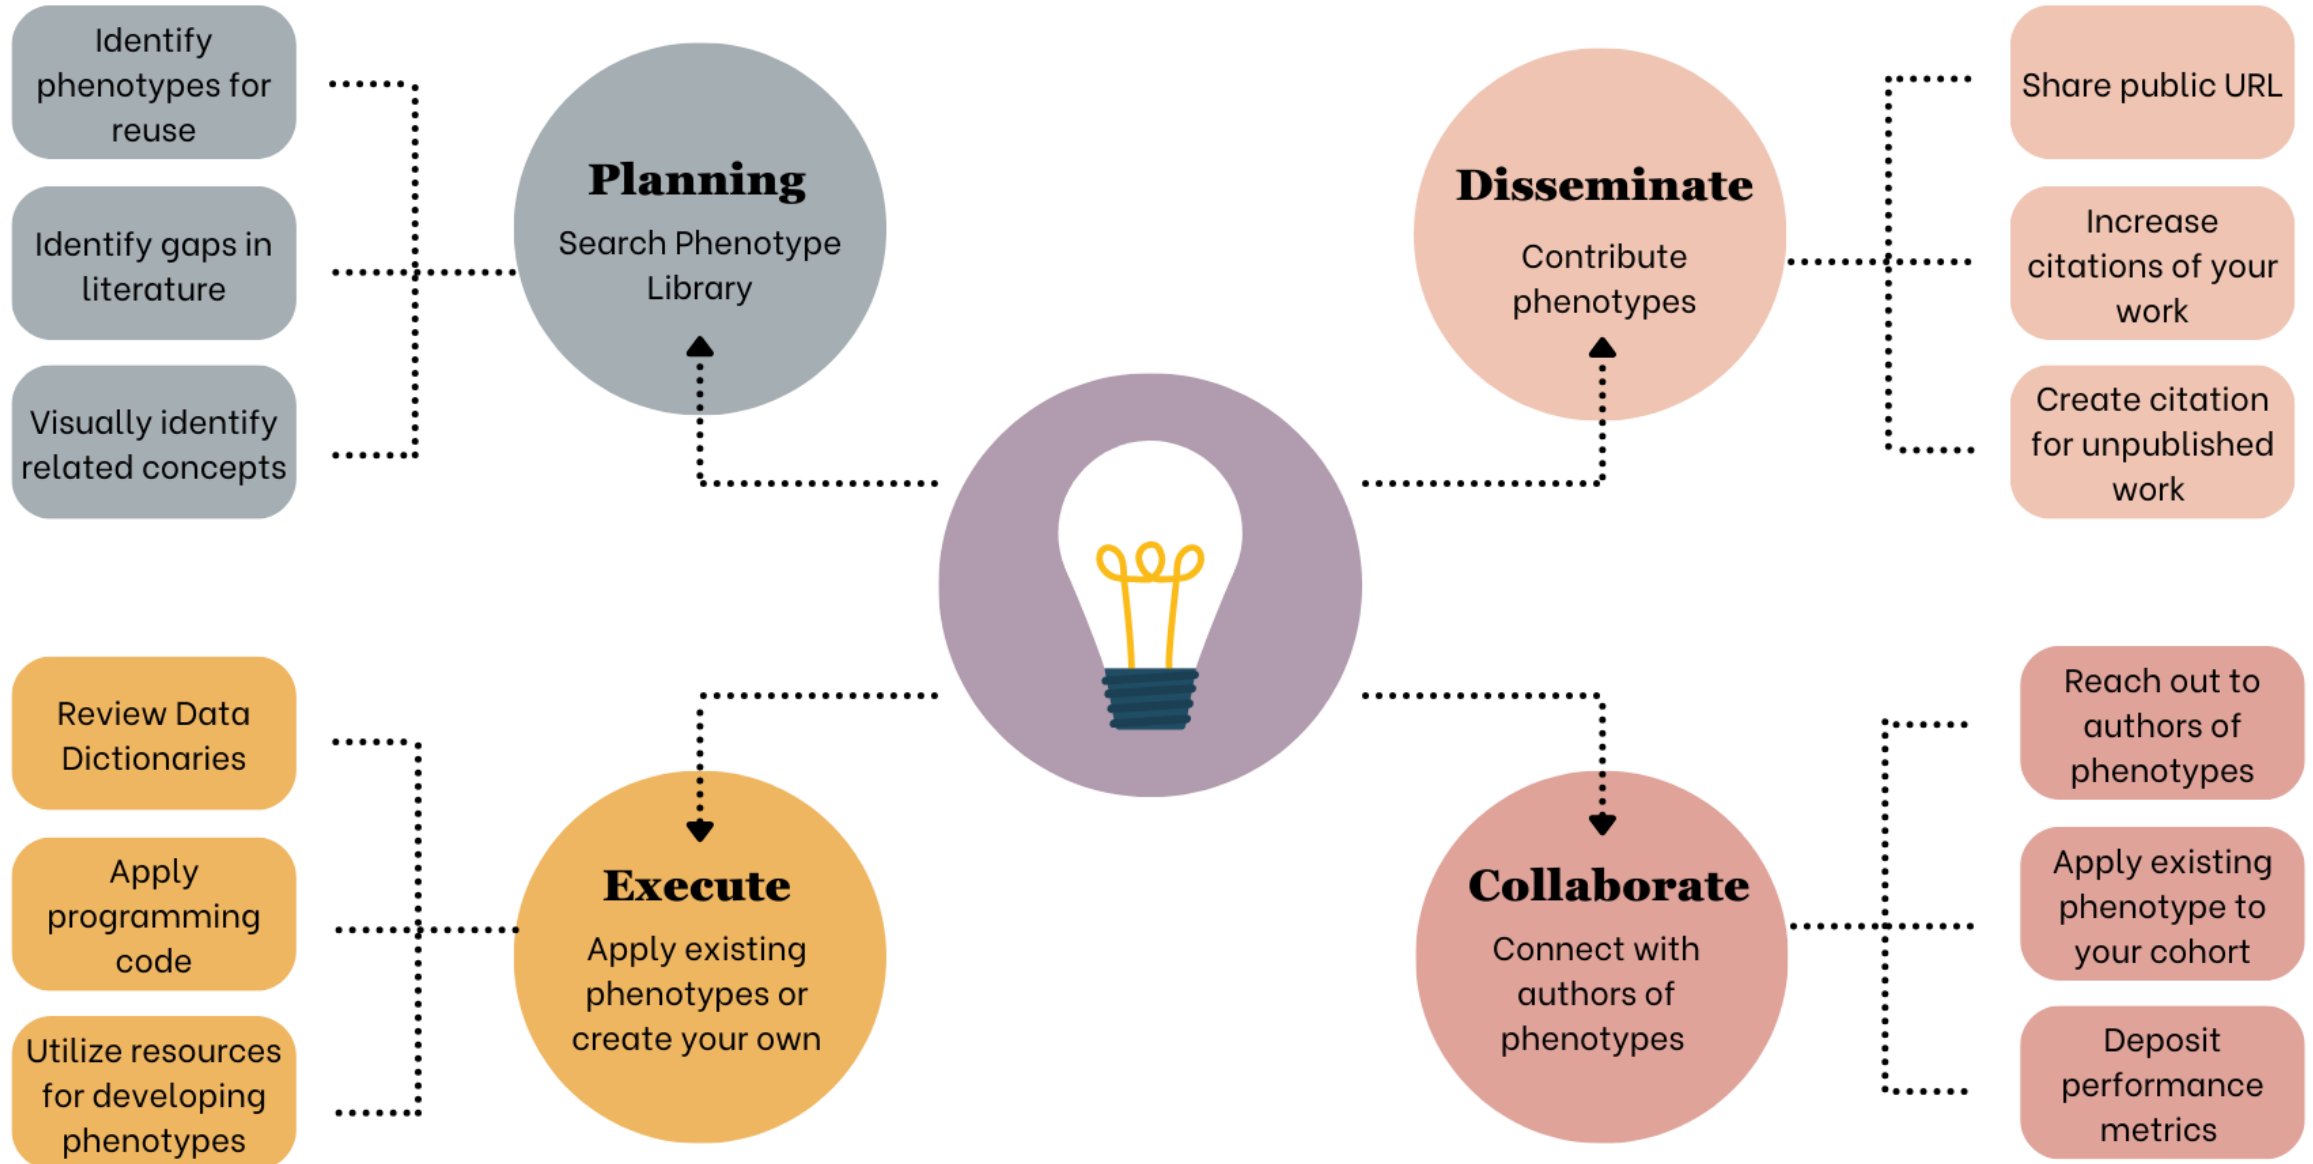 Identify
phenotypes for
reuse
Identify gaps in
literature
Visually identify
related concepts
Planning
Search Phenotype
Library
Disseminate
Contribute
phenotypes
Share public URL
Increase
citations of your
work
Create citation
for unpublished
work
Review Data
Dictionaries
Apply
programming
code
Utilize resources
for developing
phenotypes
Execute
Apply existing
phenotypes or
create your own
Collaborate
Connect with
authors of
phenotypes
Reach out to
authors of
phenotypes
Apply existing
phenotype to
your cohort
Deposit
performance
metrics